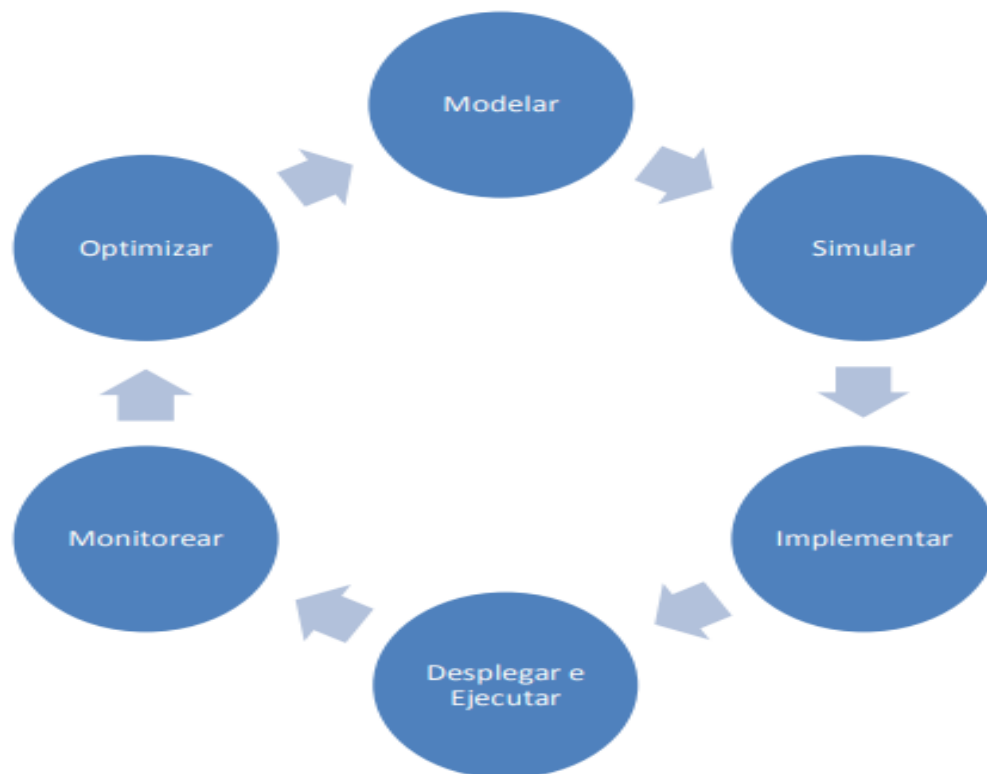 Modelar
Simular
Implementar
Desplegar e
Ejecutar
Monitorear
Optimizar